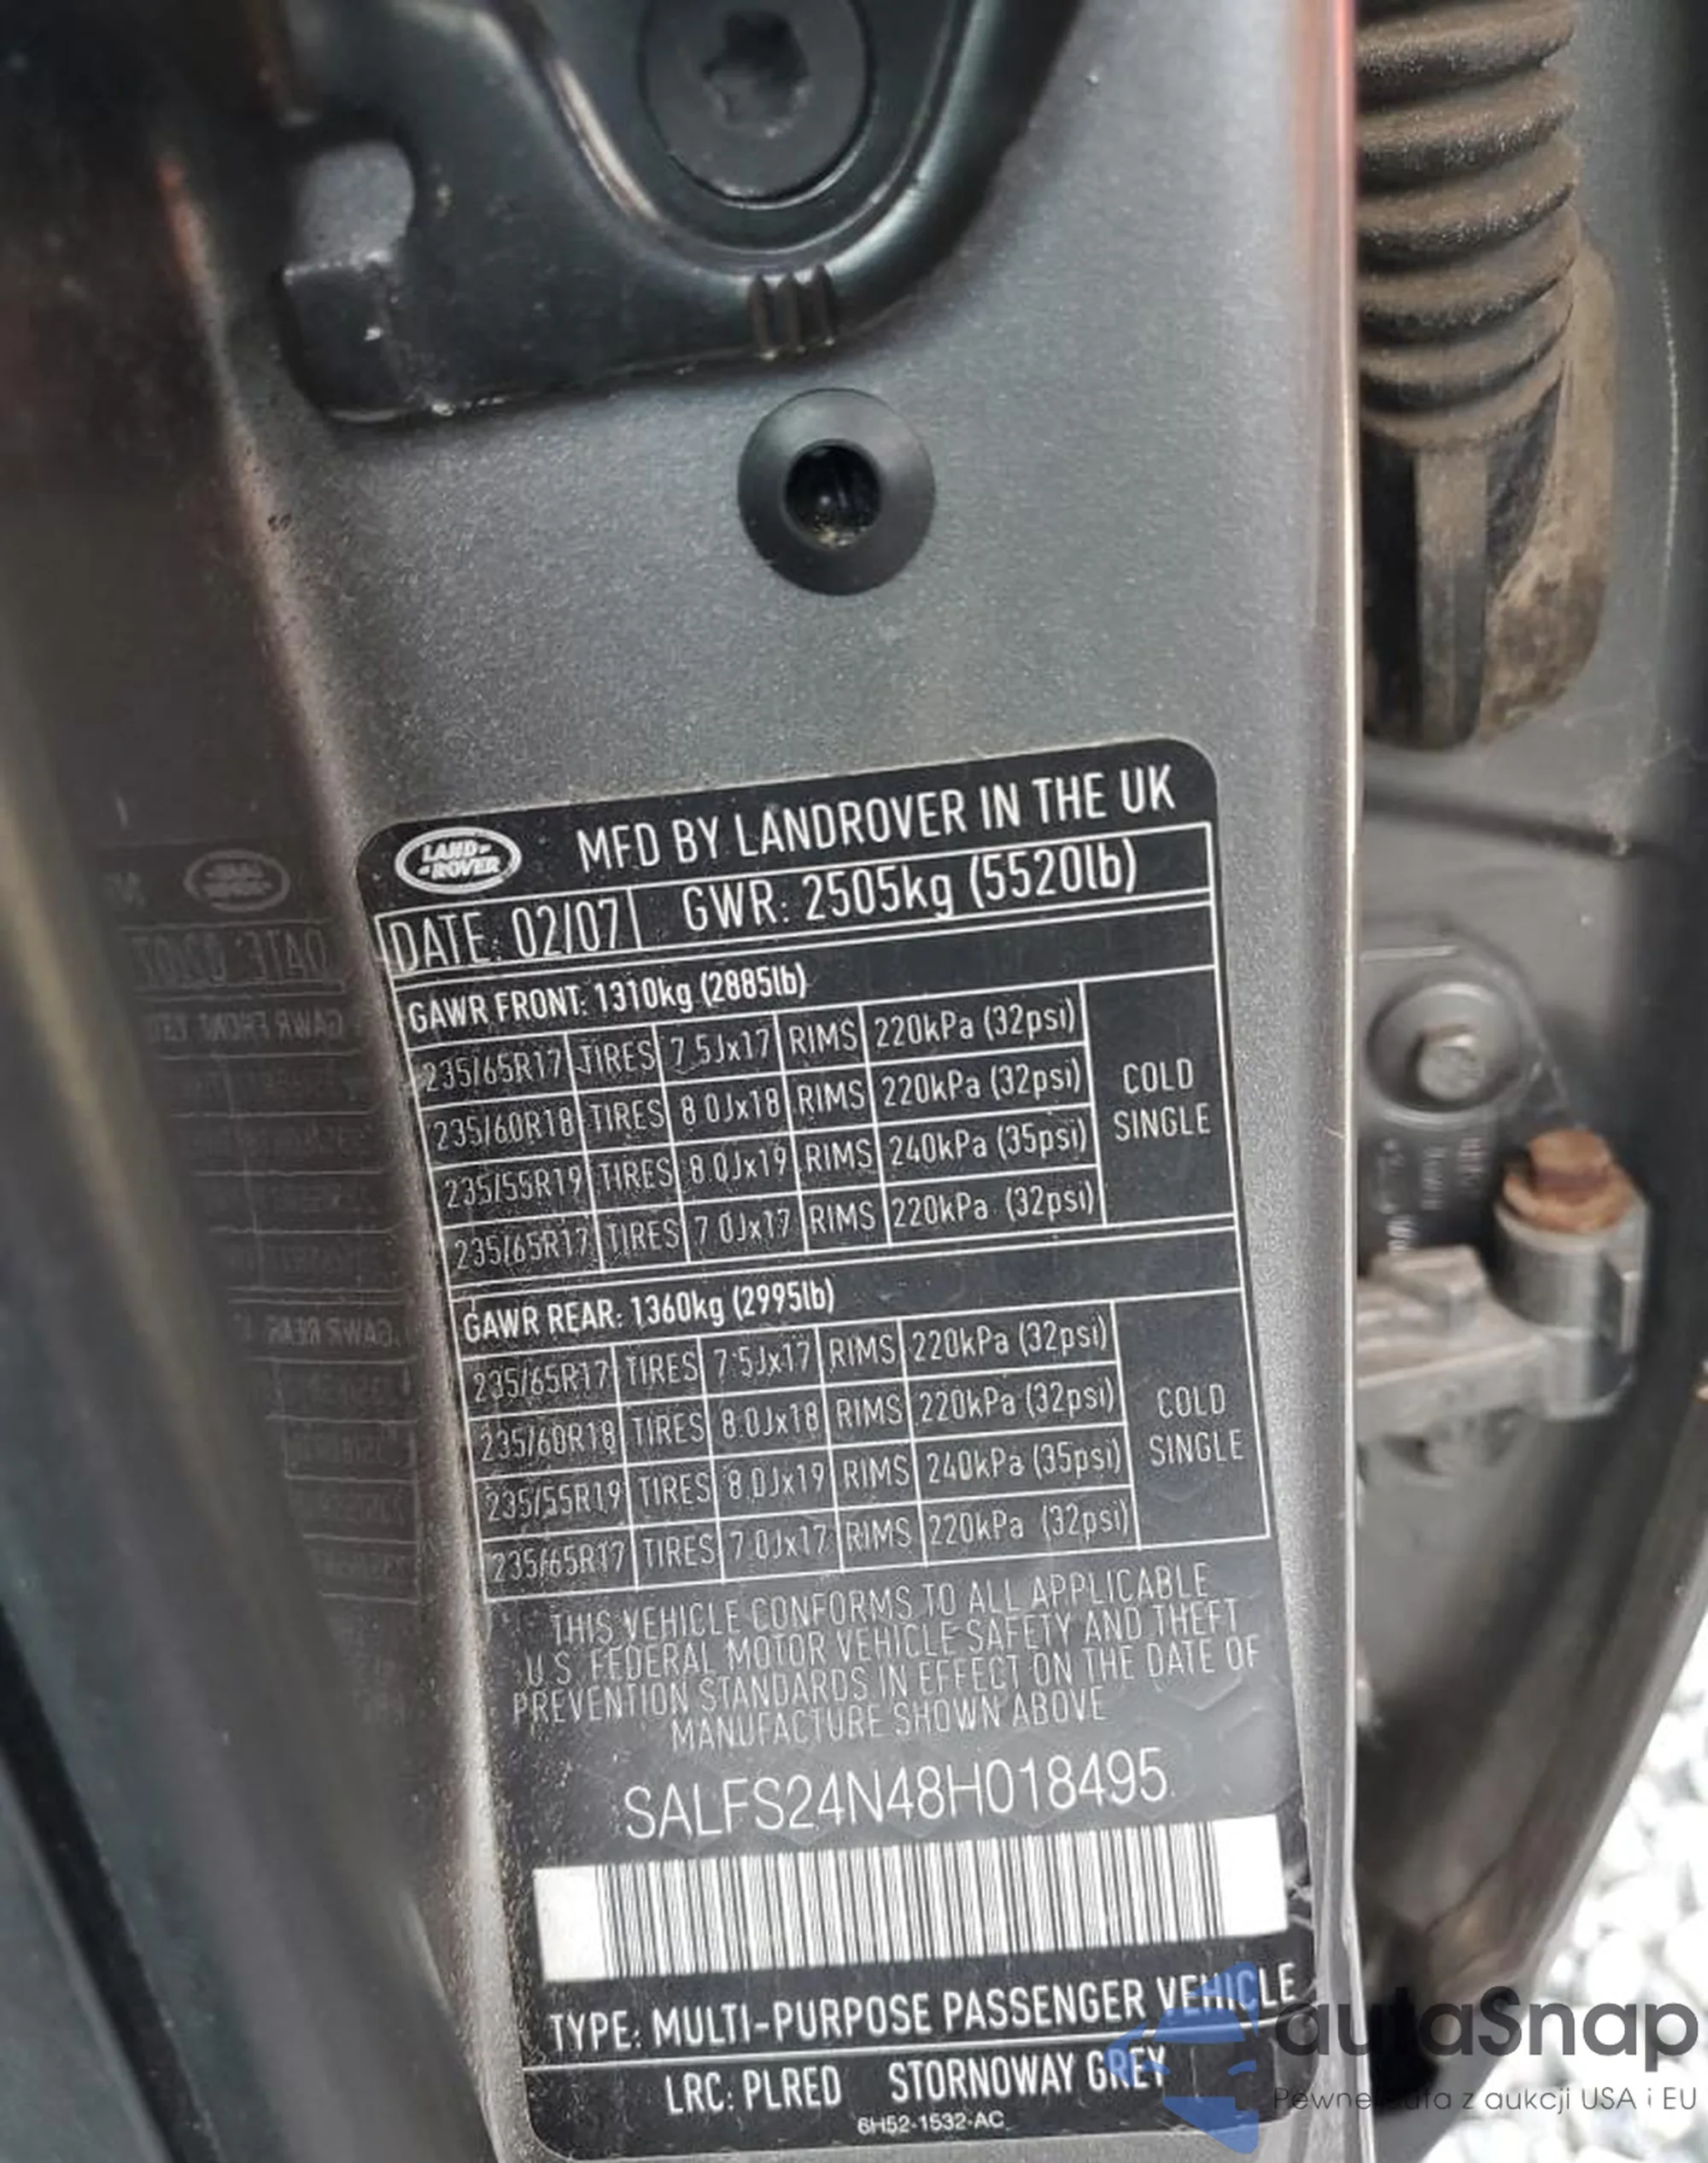 LAND-
-ROVER
MFD BY LANDROVER IN THE UK
DATE: 02/07 GWR: 2505kg (5520lb)
GAWR FRONT: 1310kg (2885lb)
235/65R17 TIRES 7.5Jx17 RIMS 220kPa (32psi)
235/60R18 TIRES 8.0Jx18 RIMS 220kPa (32psi)
235/55R19 TIRES 8.0Jx19 RIMS 240kPa (35psi)
235/65R17 TIRES 7.0Jx17 RIMS 220kPa (32psi)
COLD
SINGLE
GAWR REAR: 1360kg (2995lb)
235/65R17 TIRES 7.5Jx17 RIMS 220kPa (32psi)
235/60R18 TIRES 8.0Jx18 RIMS 220kPa (32psi)
235/55R19 TIRES 8.0Jx19 RIMS 240kPa (35psi)
235/65R17 TIRES 7.0Jx17 RIMS 220kPa (32psi)
COLD
SINGLE
THIS VEHICLE CONFORMS TO ALL APPLICABLE
U.S. FEDERAL MOTOR VEHICLE SAFETY AND THEFT
PREVENTION STANDARDS IN EFFECT ON THE DATE OF
MANUFACTURE SHOWN ABOVE
SALFS24N48H018495
TYPE: MULTI-PURPOSE PASSENGER VEHICLE
LRC: PLRED STORNOWAY GREY
6H52-1532-AC
autaSnap
Pewne auta z aukcji USA i EU